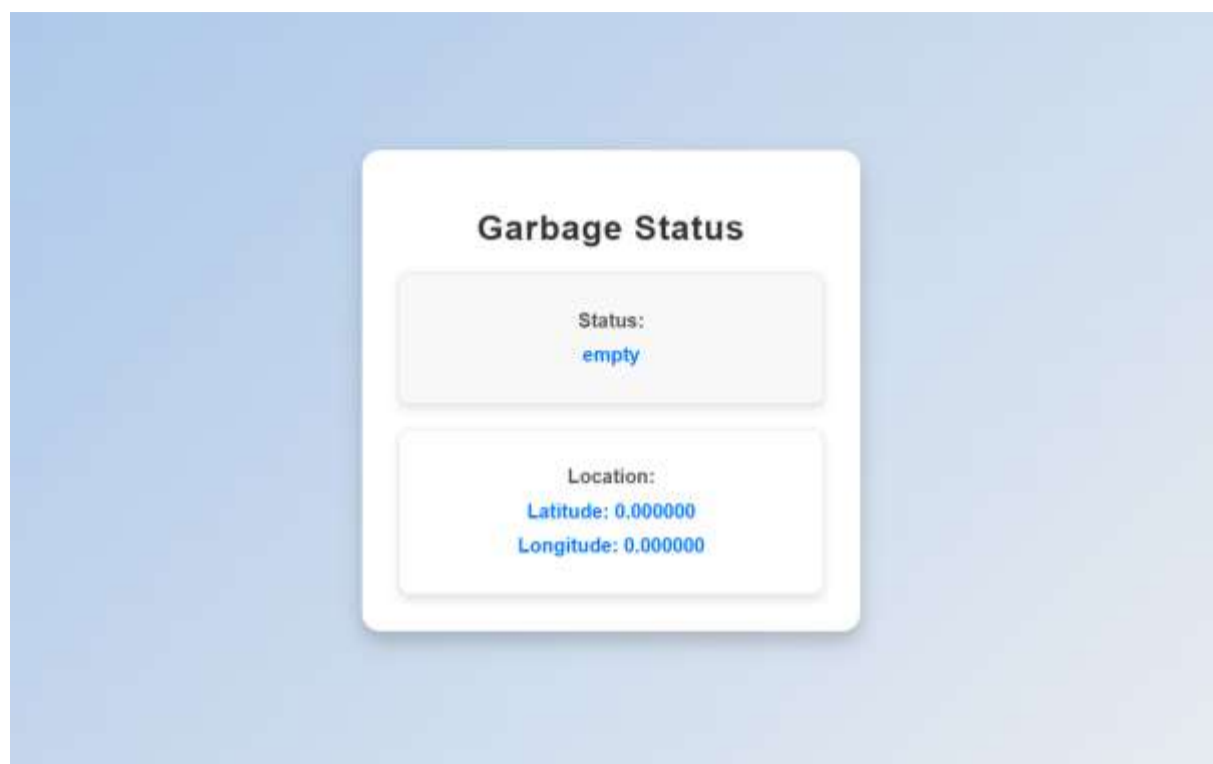 Garbage Status
Status:
empty
Location:
Latitude: 0.000000
Longitude: 0.000000